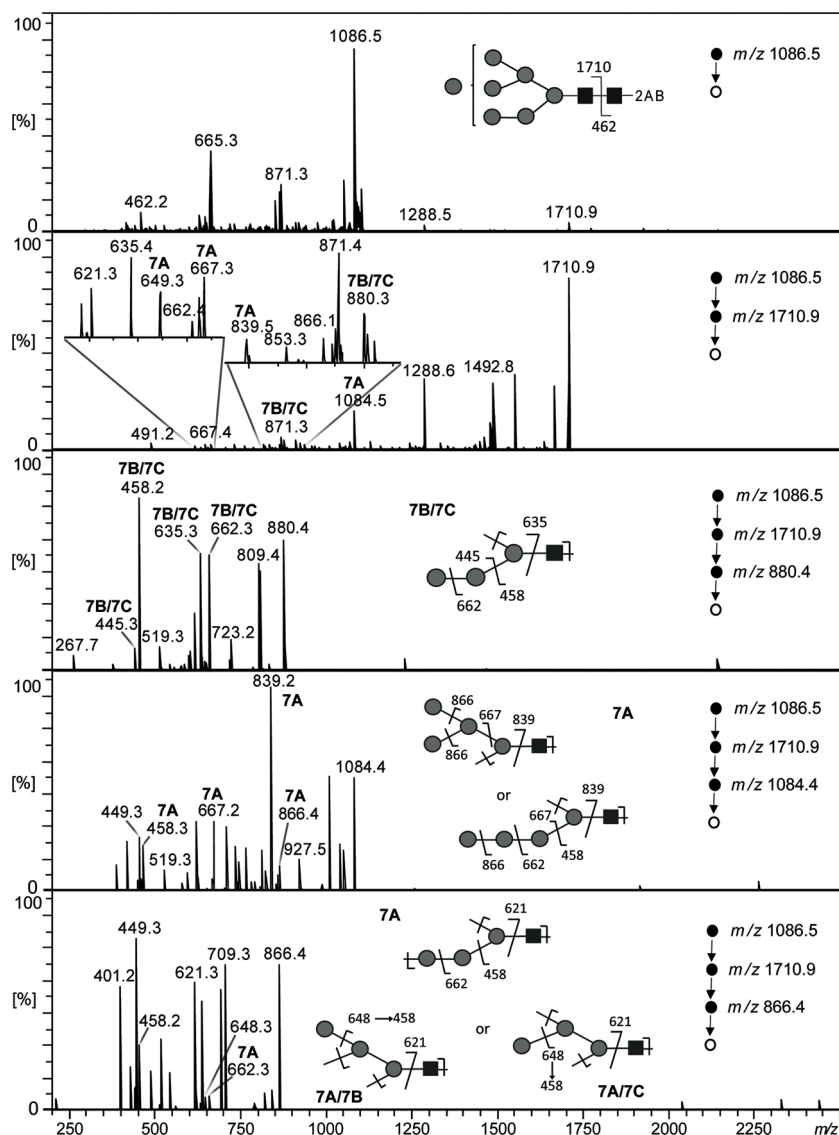 100
[%]
0
1086.5
665.3
871.3
462.2
1288.5
1710.9
1710
2AB
462
m/z 1086.5
100
[%]
0
635.4
7A
7A
621.3
649.3
667.3
662.4
871.4
7B/7C
880.3
7A
839.5
866.1
853.3
7A
1084.5
7B/7C
871.3
491.2
667.4
1288.6
1492.8
1710.9
m/z 1086.5
m/z 1710.9
100
[%]
0
7B/7C
458.2
7B/7C
7B/7C
635.3
662.3
880.4
809.4
7B/7C
445.3
519.3
723.2
267.7
7B/7C
635
445
458
662
m/z 1086.5
m/z 1710.9
m/z 880.4
100
[%]
0
839.2
7A
1084.4
7A
7A
449.3
667.2
866.4
458.3
519.3
927.5
866
667
839
7A
866
or
667
839
866
662
458
m/z 1086.5
m/z 1710.9
m/z 1084.4
100
[%]
0
449.3
709.3
866.4
401.2
621.3
458.2
648.3
7A
662.3
7A
621
662
458
648
458
621
or
621
648
458
7A/7B
7A/7C
m/z 1086.5
m/z 1710.9
m/z 866.4
250 500 750 1000 1250 1500 1750 2000 2250 m/z